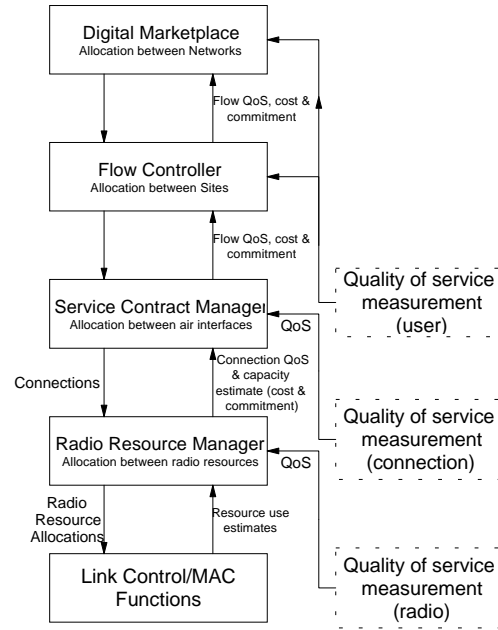 Digital Marketplace
Allocation between Networks
Flow QoS, cost &
commitment
Flow Controller
Allocation between Sites
Flow QoS, cost &
commitment
Quality of service
measurement
(user)
Service Contract Manager
Allocation between air interfaces
QoS
Connections
Connection QoS
& capacity
estimate (cost &
commitment)
Quality of service
measurement
(connection)
Radio Resource Manager
Allocation between radio resources
QoS
Radio
Resource
Allocations
Resource use
estimates
Link Control/MAC
Functions
Quality of service
measurement
(radio)